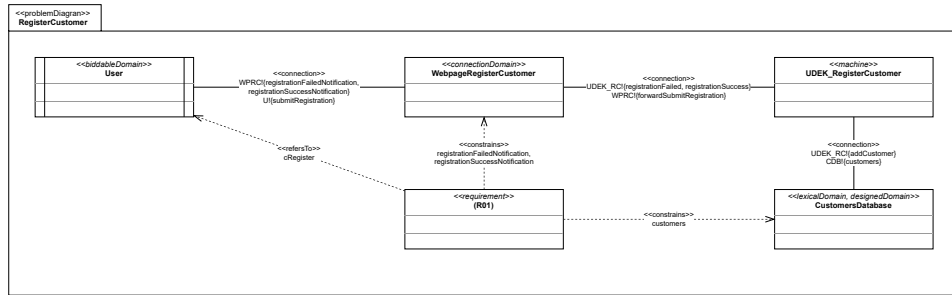 <<problemDiagran>>
RegisterCustomer
<<biddableDomain>>
User
<<connection>>
WPRC!{registrationFailedNotification,
registrationSuccessNotification}
U!{submitRegistration}
<<connectionDomain>>
WebpageRegisterCustomer
<<connection>>
UDEK_RC!{registrationFailed, registrationSuccess}
WPRC!{forwardSubmitRegistration}
<<machine>>
UDEK_RegisterCustomer
<<refersTo>>
cRegister
<<constrains>>
registrationFailedNotification,
registrationSuccessNotification
<<connection>>
UDEK_RC!{addCustomer}
CDB!{customers}
<<requirement>>
(R01)
<<constrains>>
customers
<<lexicalDomain, designedDomain>>
CustomersDatabase